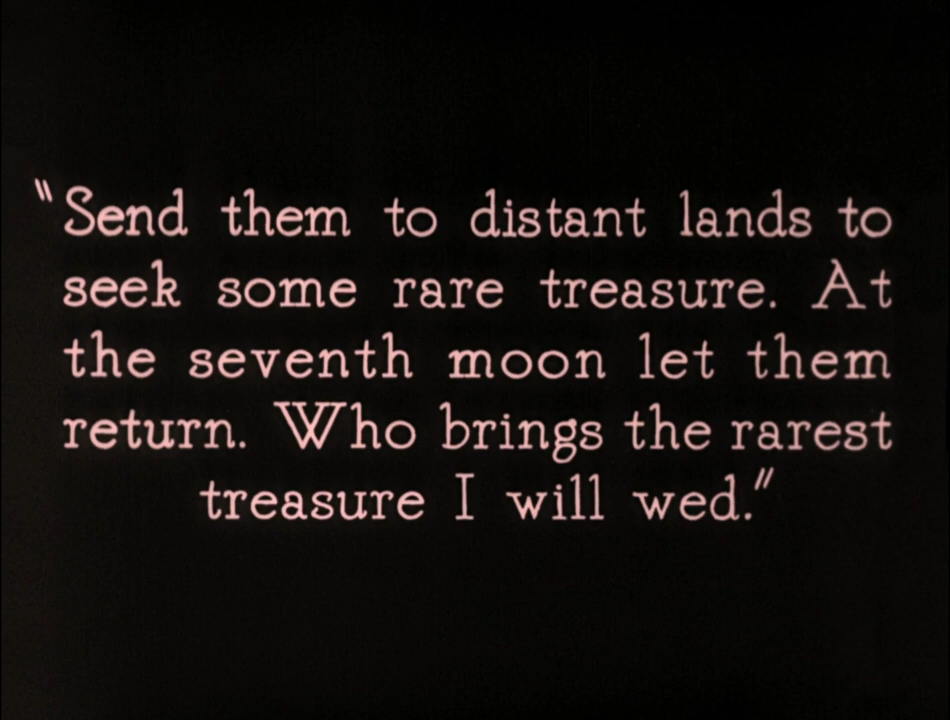 "Send them to distant lands to
seek some rare treasure. At
the seventh moon let them
return. Who brings the rarest
treasure I will wed."